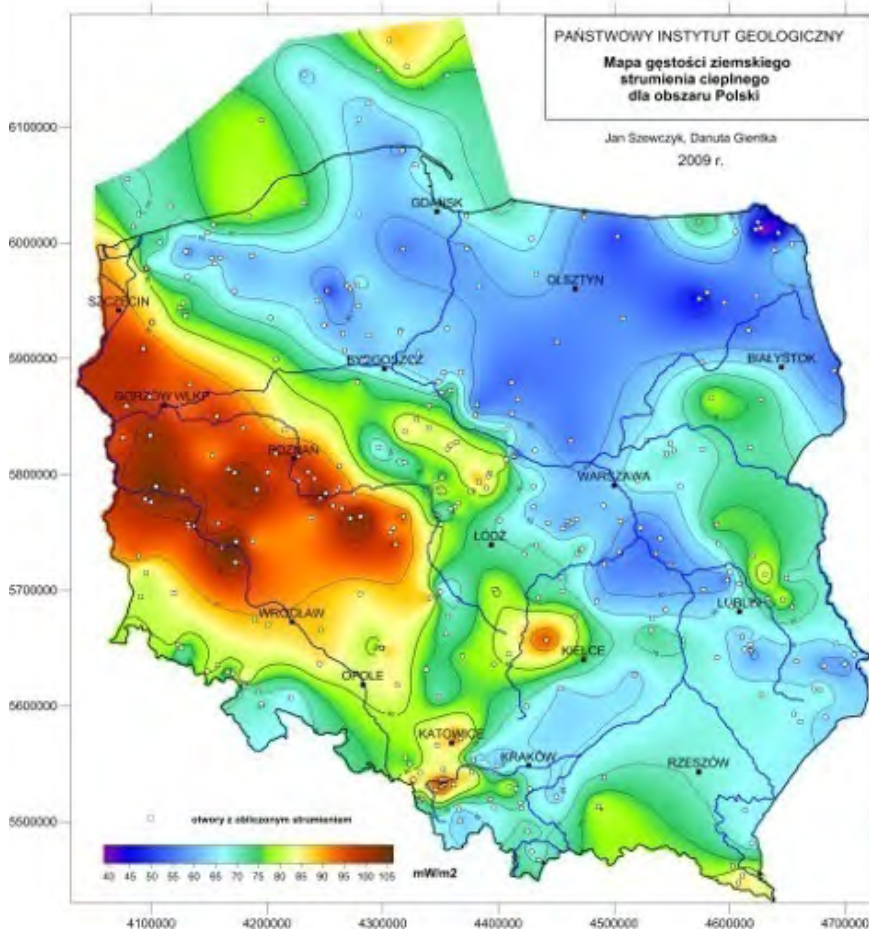 PAŃSTWOWY INSTYTUT GEOLOGICZNY
Mapa gęstości ziemskiego
strumienia cieplnego
dla obszaru Polski
Jan Szewczyk, Danuta Gientka
2009 r.
6100000
GDAŃSK
6000000
OLSZTYN
SZCZECIN
5900000
BYDGOSZCZ
BIAŁYSTOK
GORZÓW WLKP
POZNAŃ
5800000
WARSZAWA
ŁÓDŹ
5700000
LUBLIN
WROCŁAW
KIELCE
OPOLE
5600000
KATOWICE
KRAKÓW
RZESZÓW
5500000
otwory z obliczonym strumieniem
40 45 50 55 60 65 70 75 80 85 90 95 100 105 mW/m2
4100000 4200000 4300000 4400000 4500000 4600000 4700000